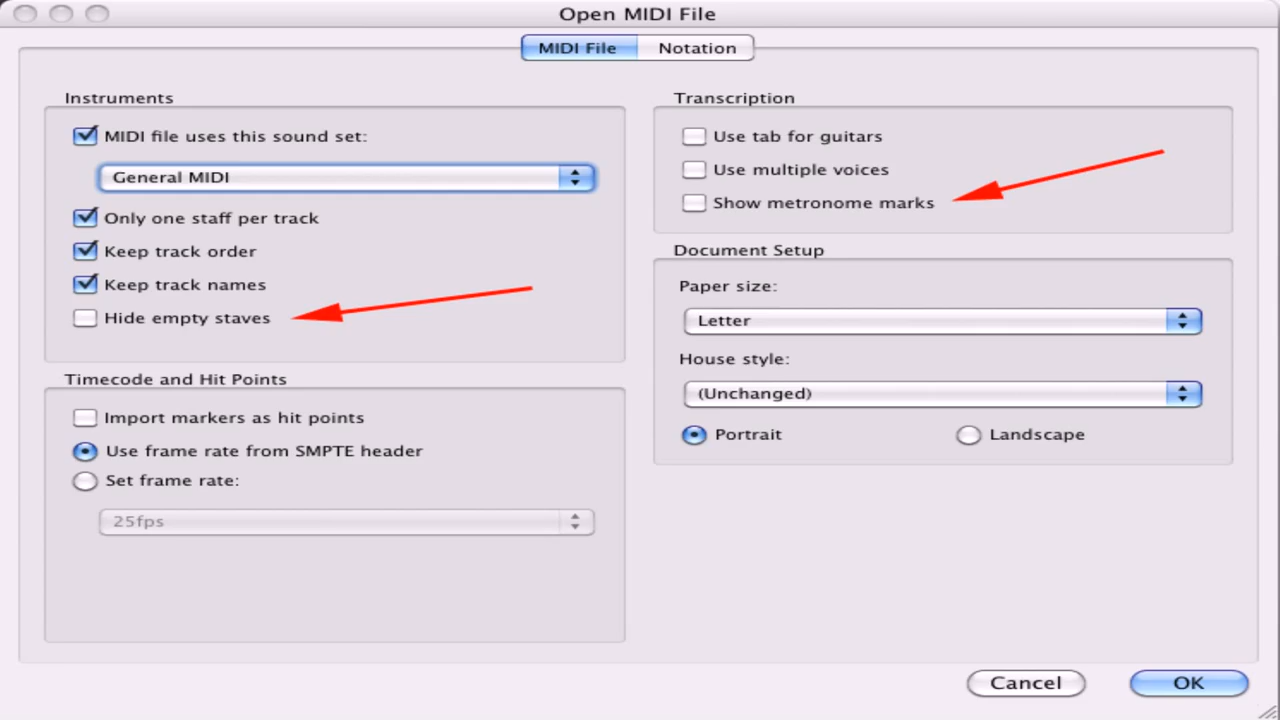 Open MIDI File
MIDI File
Notation
Instruments
MIDI file uses this sound set:
General MIDI
Only one staff per track
Keep track order
Keep track names
Hide empty staves
Timecode and Hit Points
Import markers as hit points
Use frame rate from SMPTE header
Set frame rate:
25fps
Transcription
Use tab for guitars
Use multiple voices
Show metronome marks
Document Setup
Paper size:
Letter
House style:
(Unchanged)
Portrait
Landscape
Cancel
OK